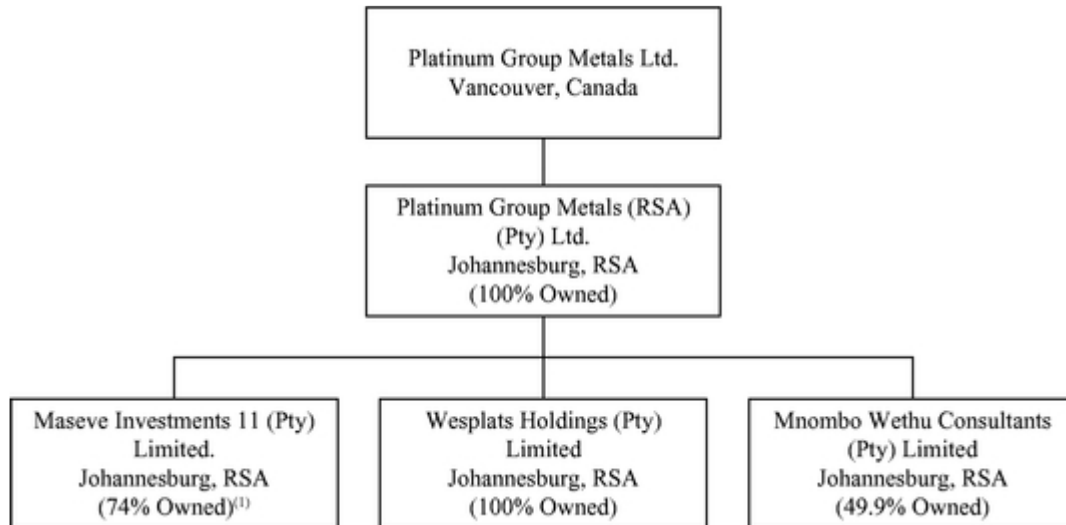 Platinum Group Metals Ltd.
Vancouver, Canada
Platinum Group Metals (RSA)
(Pty) Ltd.
Johannesburg, RSA
(100% Owned)
Maseve Investments 11 (Pty)
Limited.
Johannesburg, RSA
(74% Owned)(1)
Wesplats Holdings (Pty)
Limited
Johannesburg, RSA
(100% Owned)
Mnombo Wethu Consultants
(Pty) Limited
Johannesburg, RSA
(49.9% Owned)